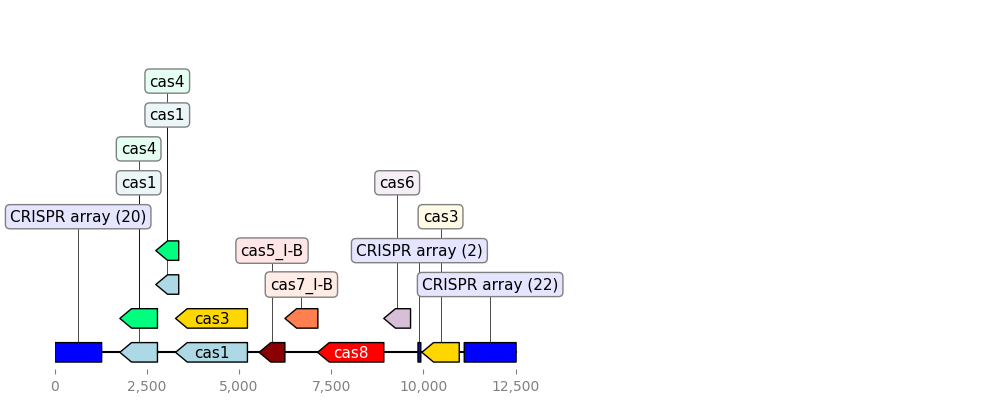 cas4
cas1
cas4
cas1
cas6
CRISPR array (20)
cas3
cas5_I-B
CRISPR array (2)
cas7_I-B
CRISPR array (22)
cas3
cas1
cas8
0
2,500
5,000
7,500
10,000
12,500